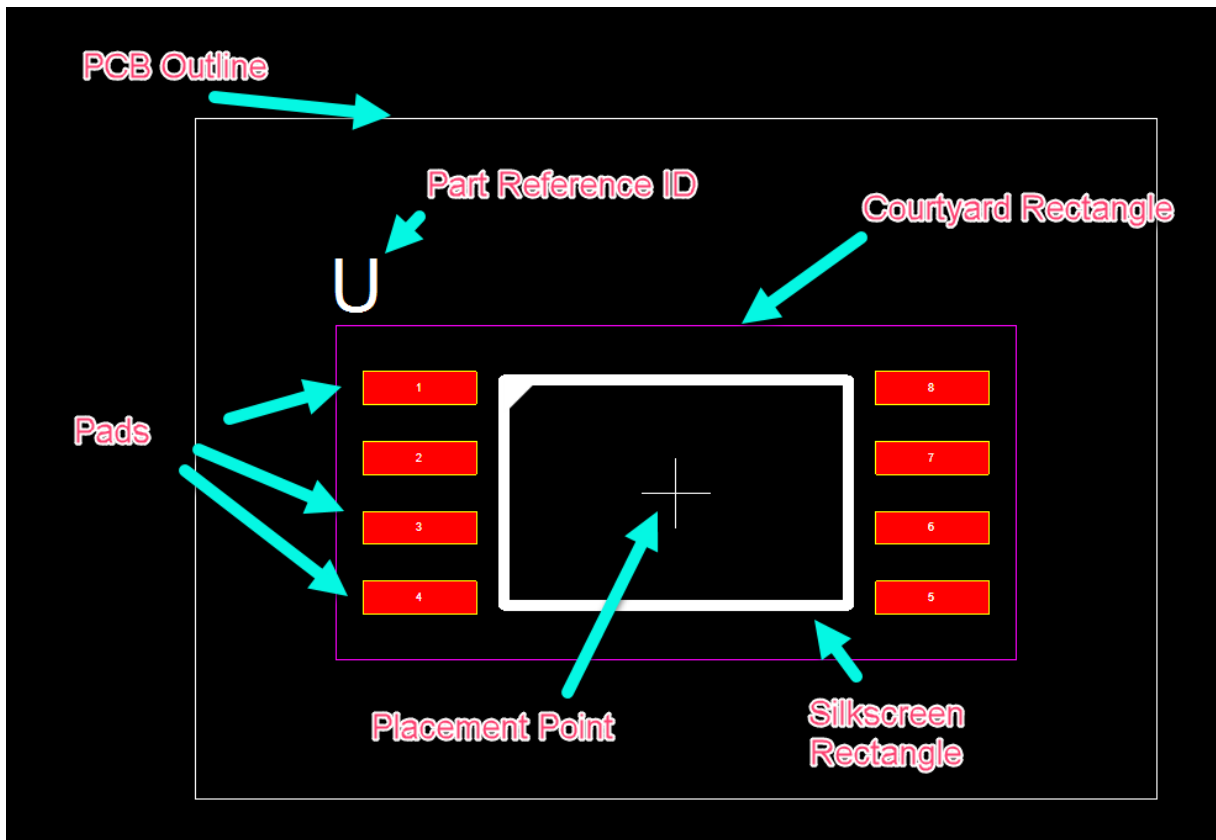 PCB Outline
Part Reference ID
Courtyard Rectangle
U
1
8
2
7
Pads
3
6
4
5
Placement Point
Silkscreen
Rectangle